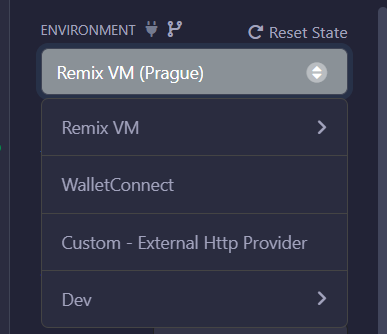 ENVIRONMENT Reset State
Remix VM (Prague)
Remix VM
WalletConnect
Custom - External Http Provider
Dev